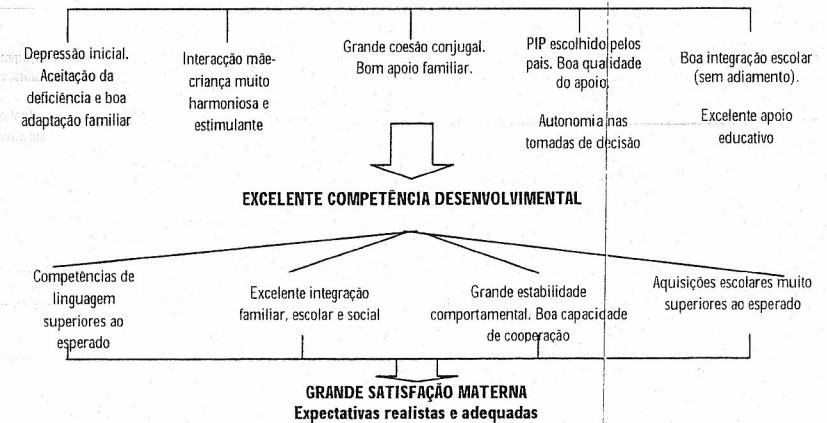 Depressão inicial.
Aceitação da
deficiência e boa
adaptação familiar
Interacção mãe-
criança muito
harmoniosa e
estimulante
Grande coesão conjugal.
Bom apoio familiar.
PIP escolhido pelos
pais. Boa qualidade
do apoio.
Autonomia nas
tomadas de decisão
Boa integração escolar
(sem adiamento).
Excelente apoio
educativo
EXCELENTE COMPETÊNCIA DESENVOLVIMENTAL
Competências de
linguagem
superiores ao
esperado
Excelente integração
familiar, escolar e social
Grande estabilidade
comportamental. Boa capacidade
de cooperação
Aquisições escolares muito
superiores ao esperado
GRANDE SATISFAÇÃO MATERNA
Expectativas realistas e adequadas